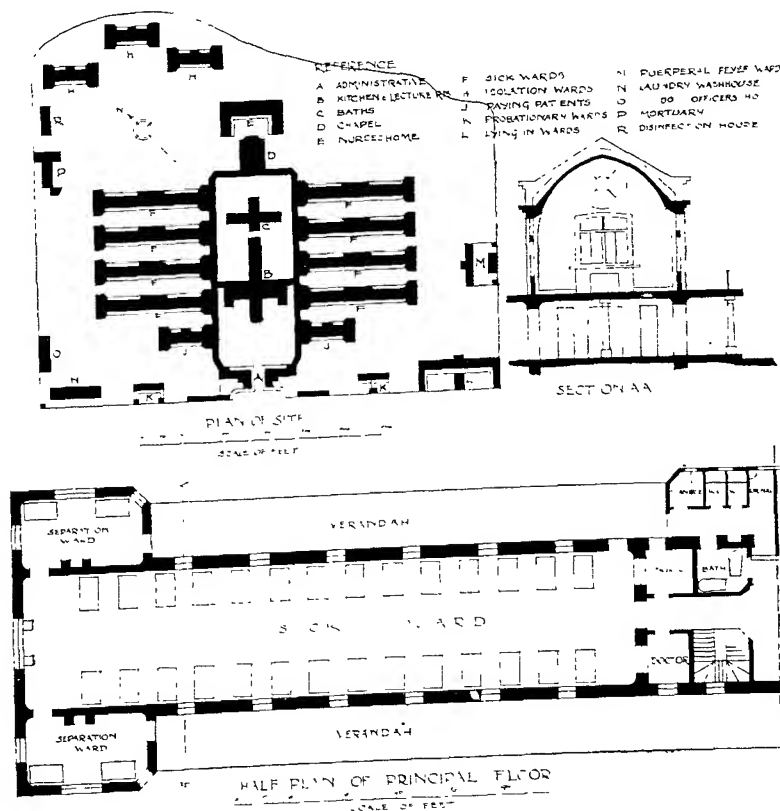 REFERENCE
A ADMINISTRATIVE
B KITCHEN & LECTURE RM
C BATHS
D CHAPEL
E NURSES HOME
F SICK WARDS
H ISOLATION WARDS
J PAYING PATIENTS
K PROBATIONARY WARDS
L LYING IN WARDS
M PUERPERAL FEVER WARD
N LAUNDRY WASHHOUSE
O DO OFFICERS HO
P MORTUARY
R DISINFECTION HOUSE
H
H H
R
N
E
D
P
F F
C
F F
F F
B
M
F F
O
J J
N K A K
PLAN OF SITE
SCALE OF FEET
SECTION AA
SEPARATION WARD
VERANDAH
BATH
SICK WARD
DOCTOR
SEPARATION WARD
VERANDAH
HALF PLAN OF PRINCIPAL FLOOR
SCALE OF FEET